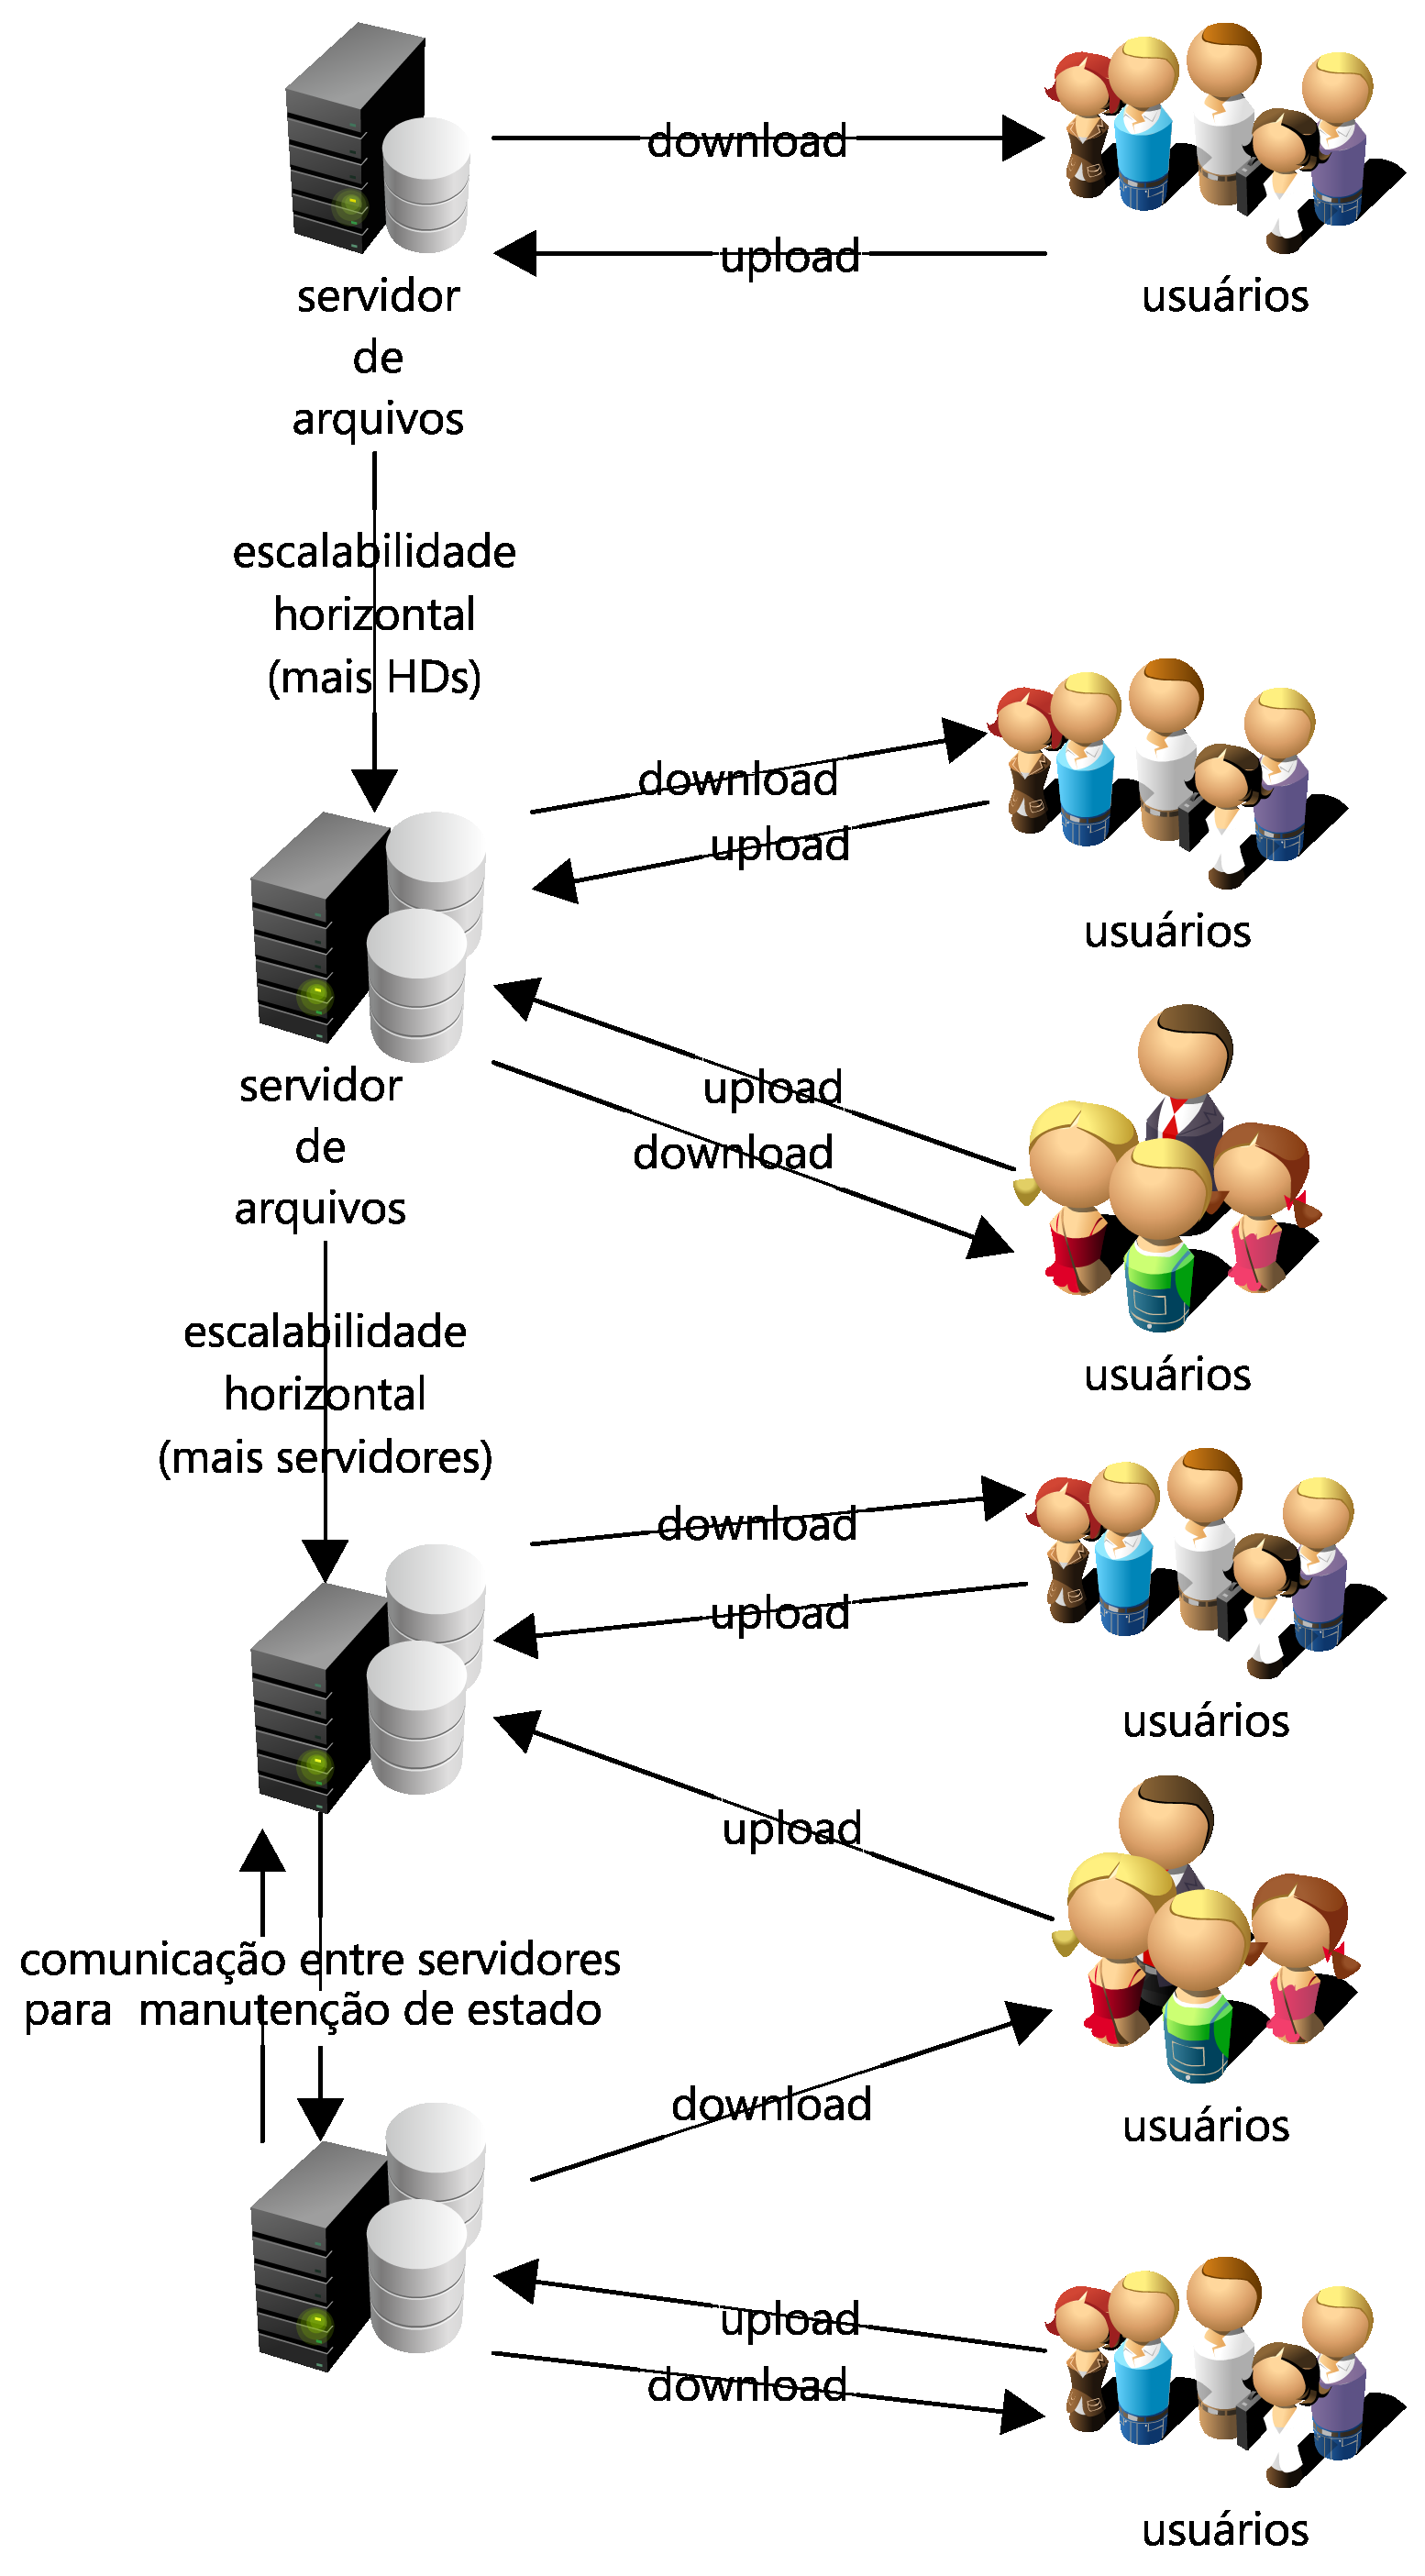 download
upload
servidor
de
arquivos
usuários
escalabilidade
horizontal
(mais HDs)
download
upload
usuários
servidor
de
arquivos
upload
download
usuários
escalabilidade
horizontal
(mais servidores)
download
upload
usuários
upload
comunicação entre servidores
para manutenção de estado
download
usuários
upload
download
usuários